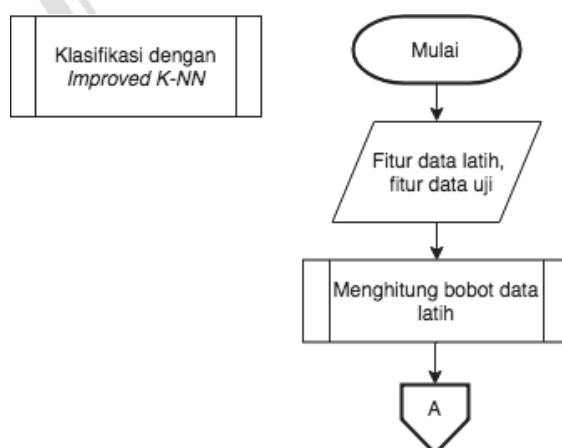 Klasifikasi dengan
Improved K-NN
Mulai
Fitur data latih,
fitur data uji
Menghitung bobot data
latih
A